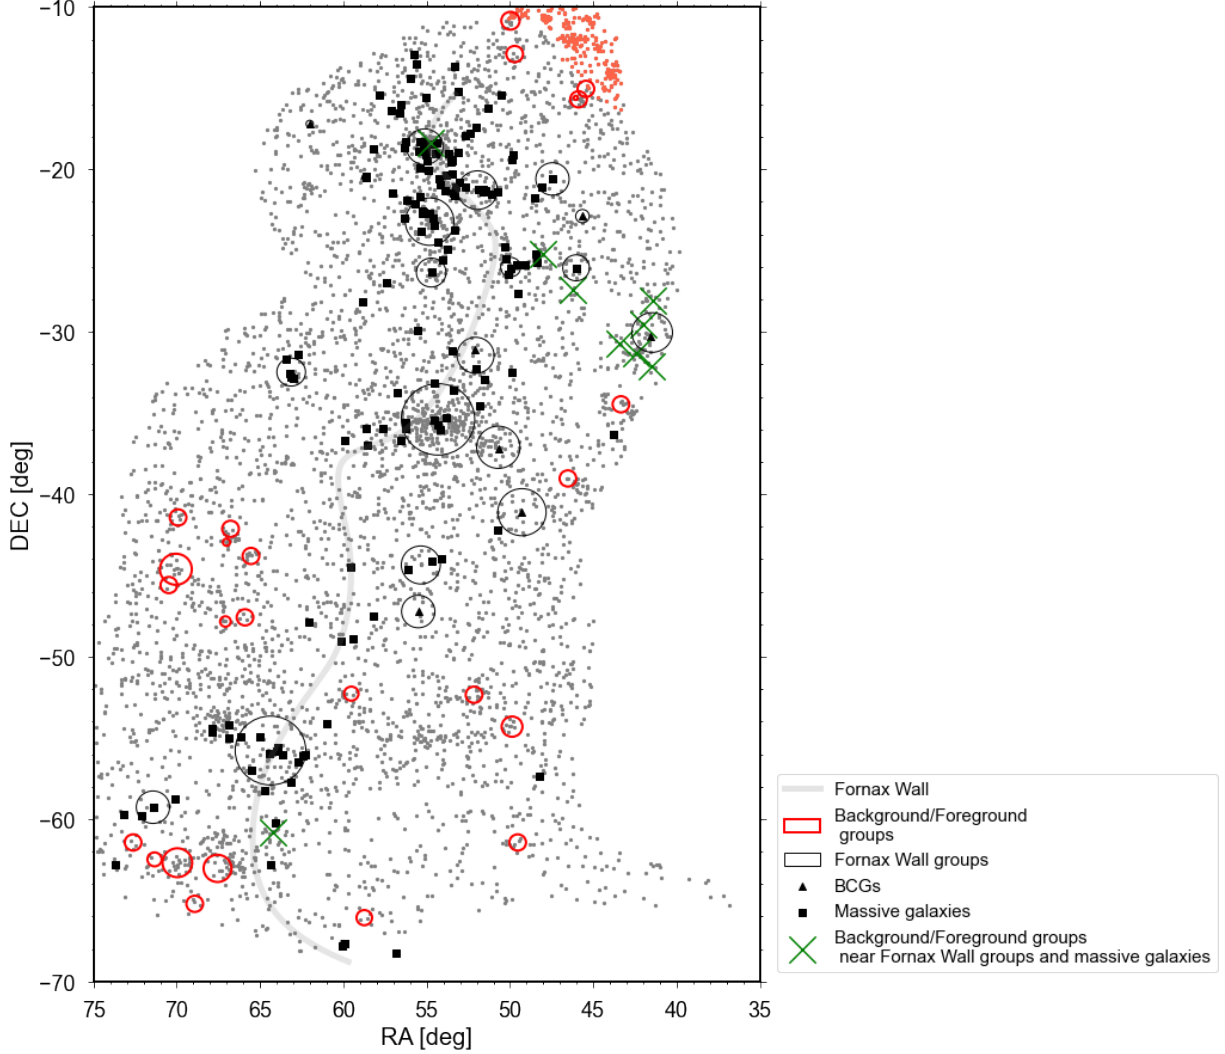 −10
−20
−30
−40
−50
−60
−70
DEC [deg]
75 70 65 60 55 50 45 40 35
RA [deg]
Fornax Wall
Background/Foreground
groups
Fornax Wall groups
BCGs
Massive galaxies
Background/Foreground groups
near Fornax Wall groups and massive galaxies